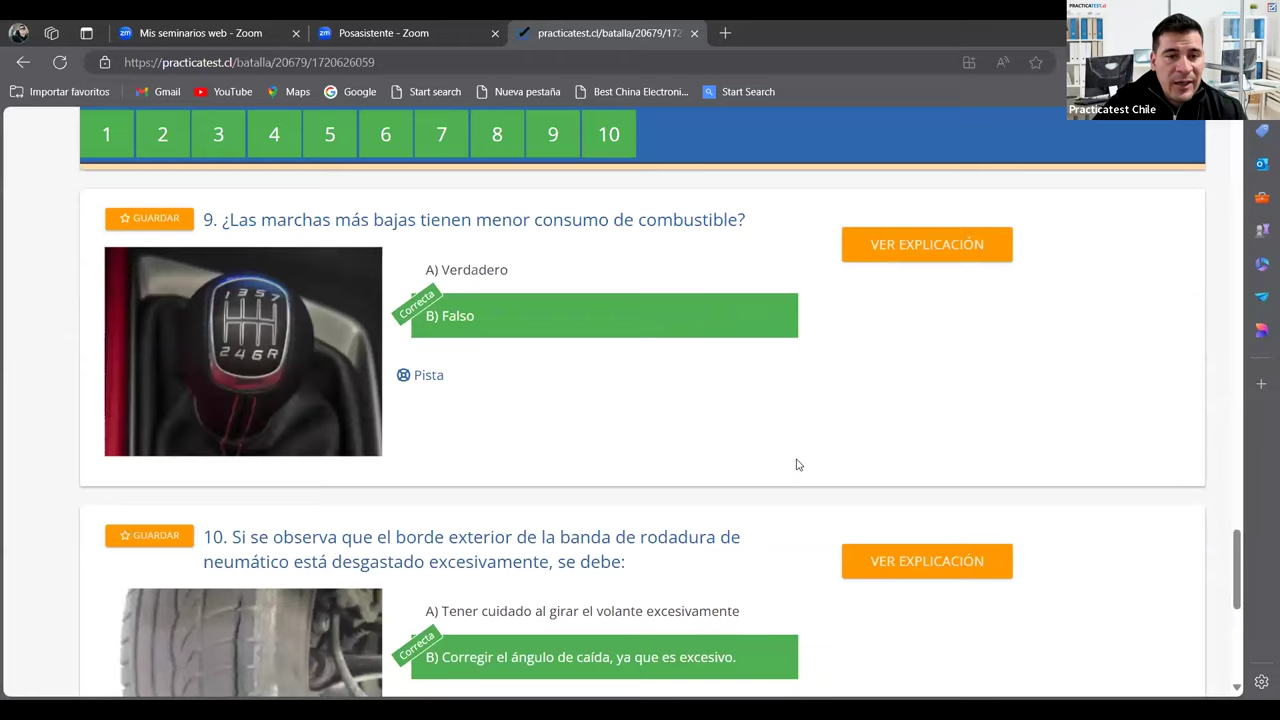 Mis seminarios web - Zoom
Posasistente - Zoom
practicatest.cl/batalla/20679/172
https://practicatest.cl/batalla/20679/1720626059
Importar favoritos
Gmail
YouTube
Maps
Google
Start search
Nueva pestaña
Best China Electroni...
Start Search
PRACTICATEST.cl
Practicatest Chile
1 2 3 4 5 6 7 8 9 10
GUARDAR
9. ¿Las marchas más bajas tienen menor consumo de combustible?
VER EXPLICACIÓN
1 3 5 7
2 4 6 R
A) Verdadero
Correcta
B) Falso
Pista
GUARDAR
10. Si se observa que el borde exterior de la banda de rodadura de
neumático está desgastado excesivamente, se debe:
VER EXPLICACIÓN
A) Tener cuidado al girar el volante excesivamente
Correcta
B) Corregir el ángulo de caída, ya que es excesivo.